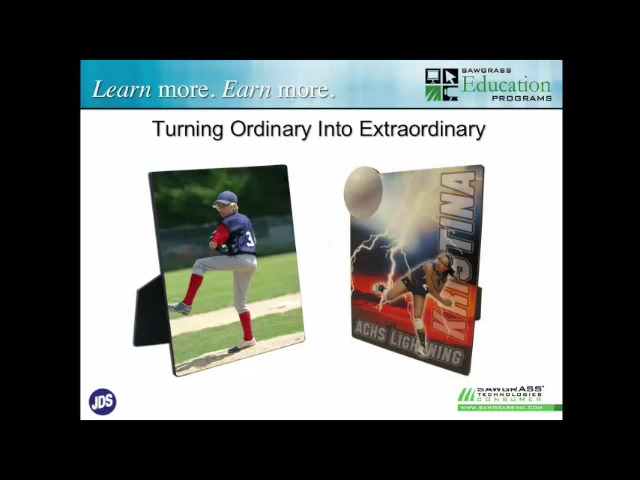 Learn more. Earn more.
SAWGRASS
Education
PROGRAMS
Turning Ordinary Into Extraordinary
3
KRISTINA
ACHS LIGHTNING
JDS
SAWGRASS
TECHNOLOGIES
CONSUMER
WWW.SAWGRASSINK.COM